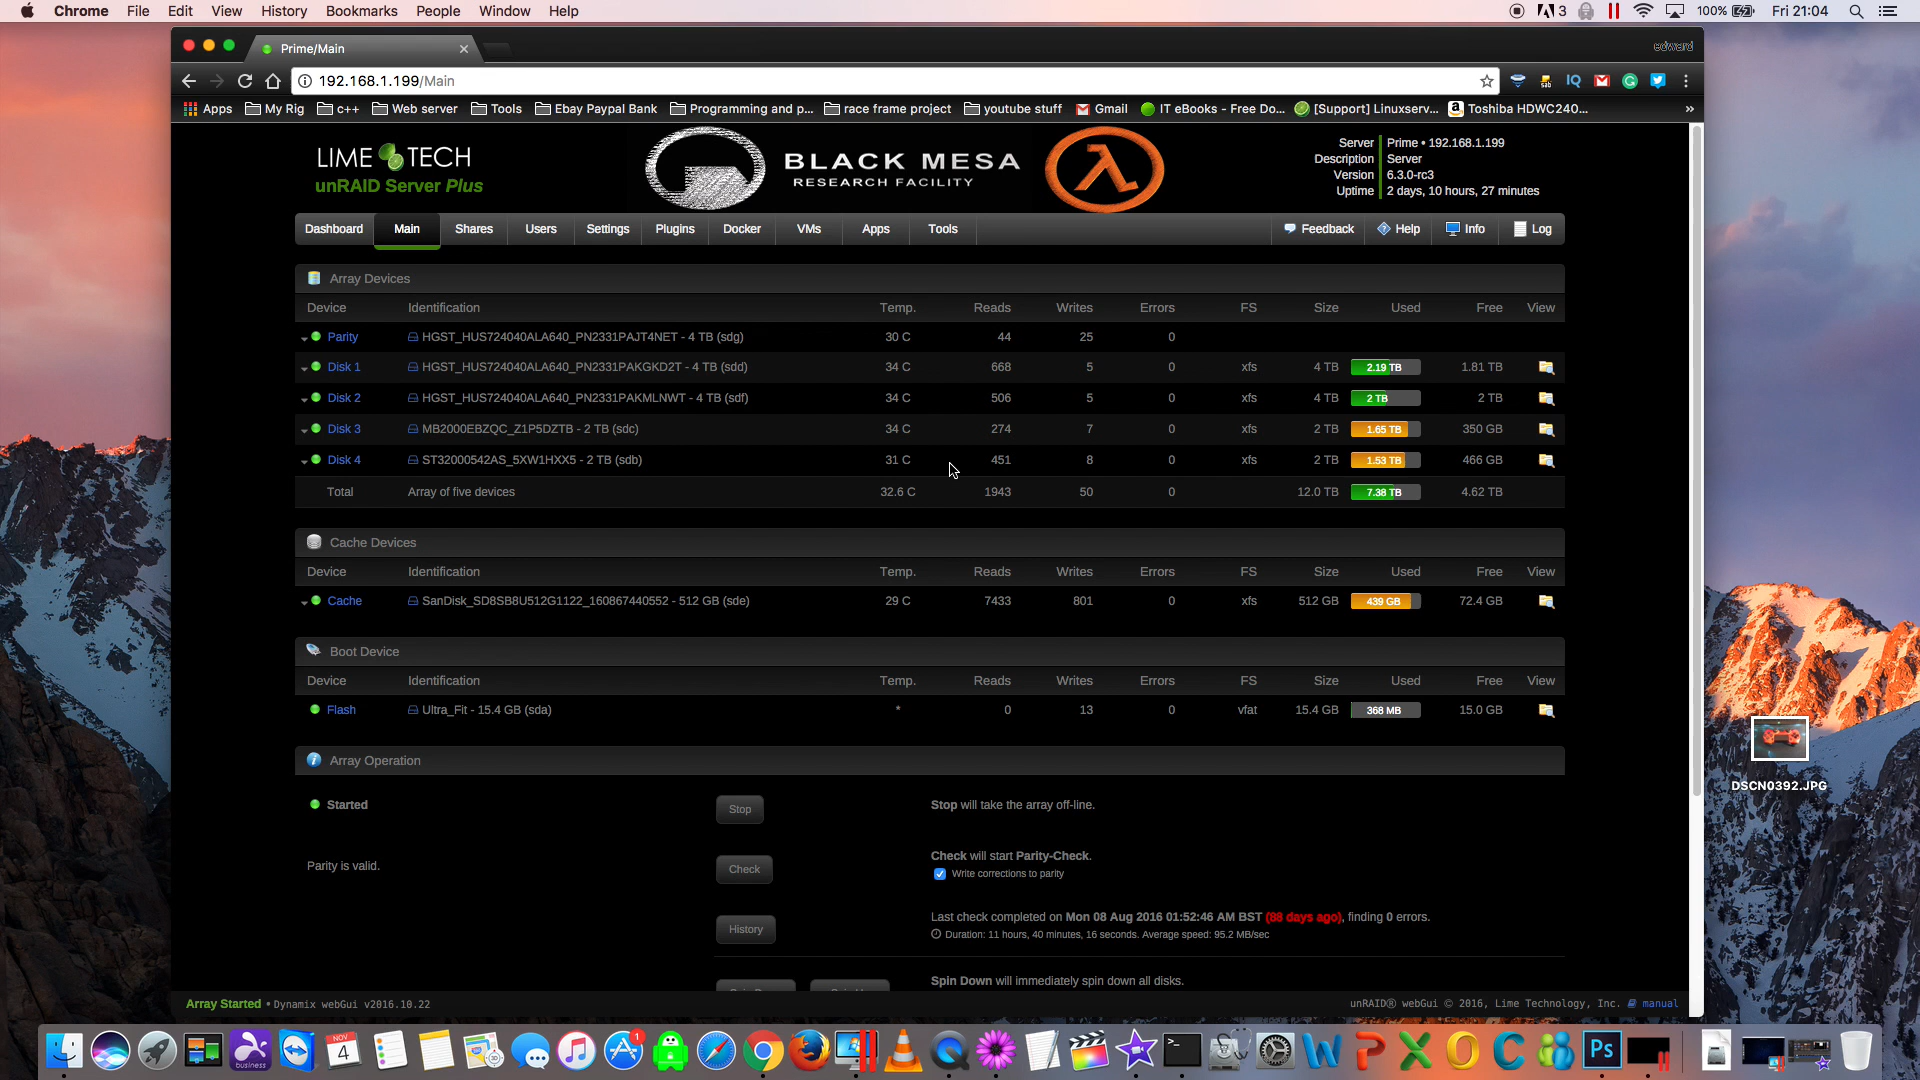 Chrome File Edit View History Bookmarks People Window Help 3 100% Fri 21:04
Prime/Main edward
192.168.1.199/Main
Apps My Rig c++ Web server Tools Ebay Paypal Bank Programming and p... race frame project youtube stuff Gmail IT eBooks - Free Do... [Support] Linuxserv... Toshiba HDWC240... »
LIME TECH
unRAID Server Plus
BLACK MESA
RESEARCH FACILITY
Server Prime • 192.168.1.199
Description Server
Version 6.3.0-rc3
Uptime 2 days, 10 hours, 27 minutes
Dashboard Main Shares Users Settings Plugins Docker VMs Apps Tools Feedback Help Info Log
Array Devices
Device Identification Temp. Reads Writes Errors FS Size Used Free View
Parity HGST_HUS724040ALA640_PN2331PAJT4NET - 4 TB (sdg) 30 C 44 25 0
Disk 1 HGST_HUS724040ALA640_PN2331PAKGKD2T - 4 TB (sdd) 34 C 668 5 0 xfs 4 TB 2.19 TB 1.81 TB
Disk 2 HGST_HUS724040ALA640_PN2331PAKMLNWT - 4 TB (sdf) 34 C 506 5 0 xfs 4 TB 2 TB 2 TB
Disk 3 MB2000EBZQC_Z1P5DZTB - 2 TB (sdc) 34 C 274 7 0 xfs 2 TB 1.65 TB 350 GB
Disk 4 ST32000542AS_5XW1HXX5 - 2 TB (sdb) 31 C 451 8 0 xfs 2 TB 1.53 TB 466 GB
Total Array of five devices 32.6 C 1943 50 0 12.0 TB 7.38 TB 4.62 TB
Cache Devices
Device Identification Temp. Reads Writes Errors FS Size Used Free View
Cache SanDisk_SD8SB8U512G1122_160867440552 - 512 GB (sde) 29 C 7433 801 0 xfs 512 GB 439 GB 72.4 GB
Boot Device
Device Identification Temp. Reads Writes Errors FS Size Used Free View
Flash Ultra_Fit - 15.4 GB (sda) * 0 13 0 vfat 15.4 GB 368 MB 15.0 GB
DSCN0392.JPG
Array Operation
Started Stop Stop will take the array off-line.
Parity is valid. Check Check will start Parity-Check.
Write corrections to parity
History Last check completed on Mon 08 Aug 2016 01:52:46 AM BST (88 days ago), finding 0 errors.
Duration: 11 hours, 40 minutes, 16 seconds. Average speed: 95.2 MB/sec
Spin Down will immediately spin down all disks.
Array Started • Dynamix webGui v2016.10.22 unRAID® webGui © 2016, Lime Technology, Inc. manual
business NOV 4 1 W P X O C Ps